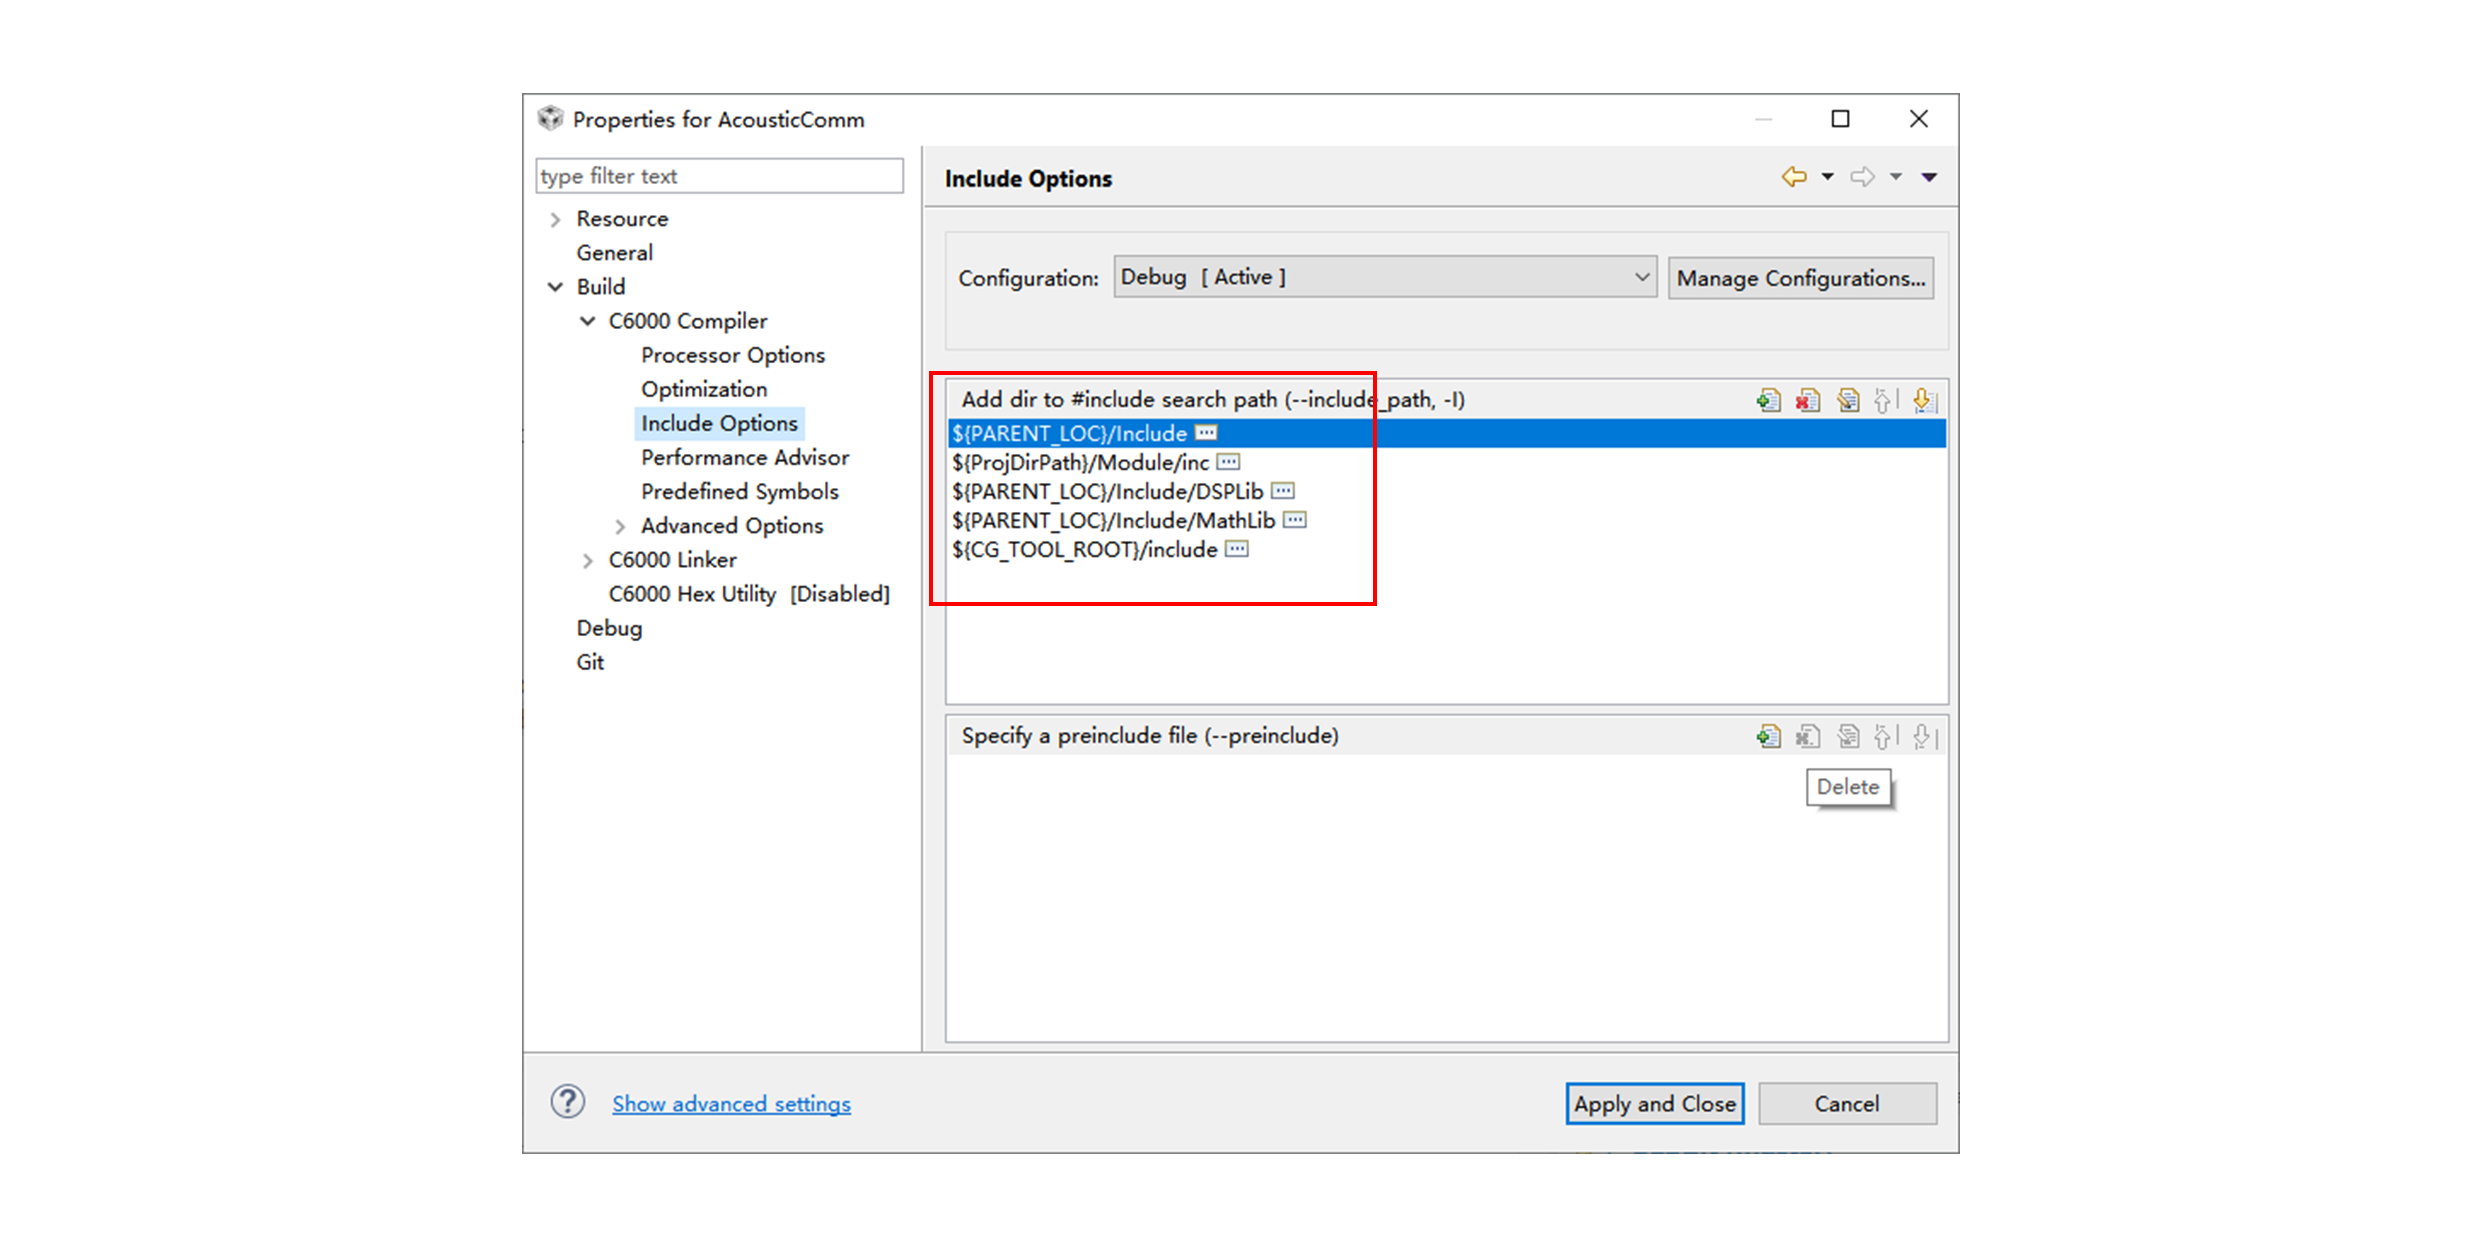 Properties for AcousticComm
type filter text
Resource
General
Build
C6000 Compiler
Processor Options
Optimization
Include Options
Performance Advisor
Predefined Symbols
Advanced Options
C6000 Linker
C6000 Hex Utility [Disabled]
Debug
Git
Include Options
Configuration: Debug [ Active ] Manage Configurations...
Add dir to #include search path (--include_path, -I)
${PARENT_LOC}/Include
${ProjDirPath}/Module/inc
${PARENT_LOC}/Include/DSPLib
${PARENT_LOC}/Include/MathLib
${CG_TOOL_ROOT}/include
Specify a preinclude file (--preinclude)
Delete
? Show advanced settings
Apply and Close Cancel